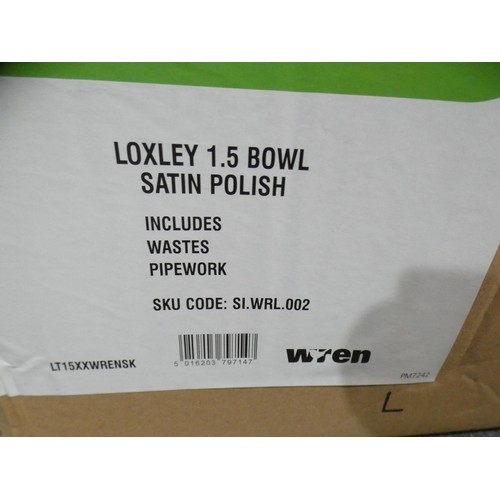 LOXLEY 1.5 BOWL
SATIN POLISH
INCLUDES
WASTES
PIPEWORK
SKU CODE: SI.WRL.002
LT15XXWRENSK
5 016203 797147
wren
PM7242
L